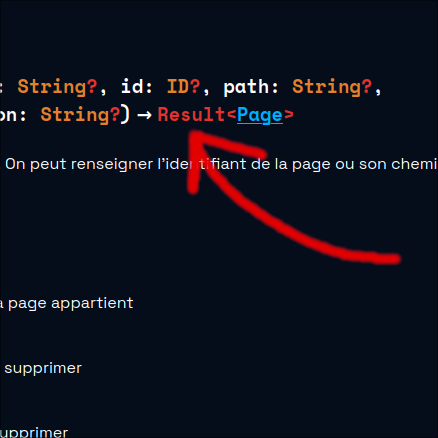 : String?, id: ID?, path: String?,
on: String?) → Result<Page>
On peut renseigner l'identifiant de la page ou son chemi
a page appartient
supprimer
upprimer